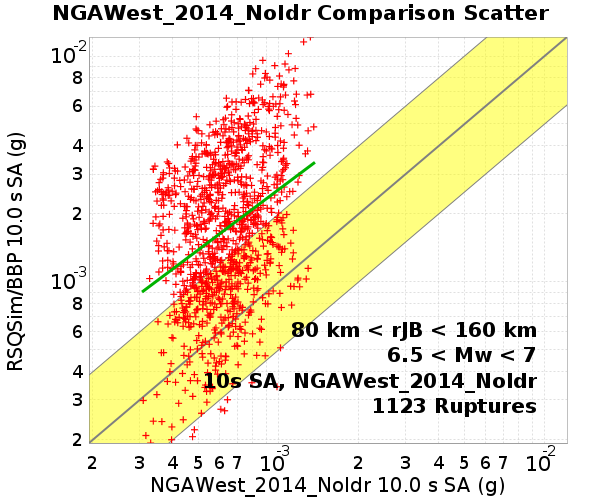 NGAWest_2014_NoIdr Comparison Scatter
10-2
8
6
4
3
2
10-3
8
6
4
3
2
RSQSim/BBP 10.0 s SA (g)
80 km < rJB < 160 km
6.5 < Mw < 7
10s SA, NGAWest_2014_NoIdr
1123 Ruptures
2 3 4 5 6 7 10-3 2 3 4 5 6 7 10-2
NGAWest_2014_NoIdr 10.0 s SA (g)